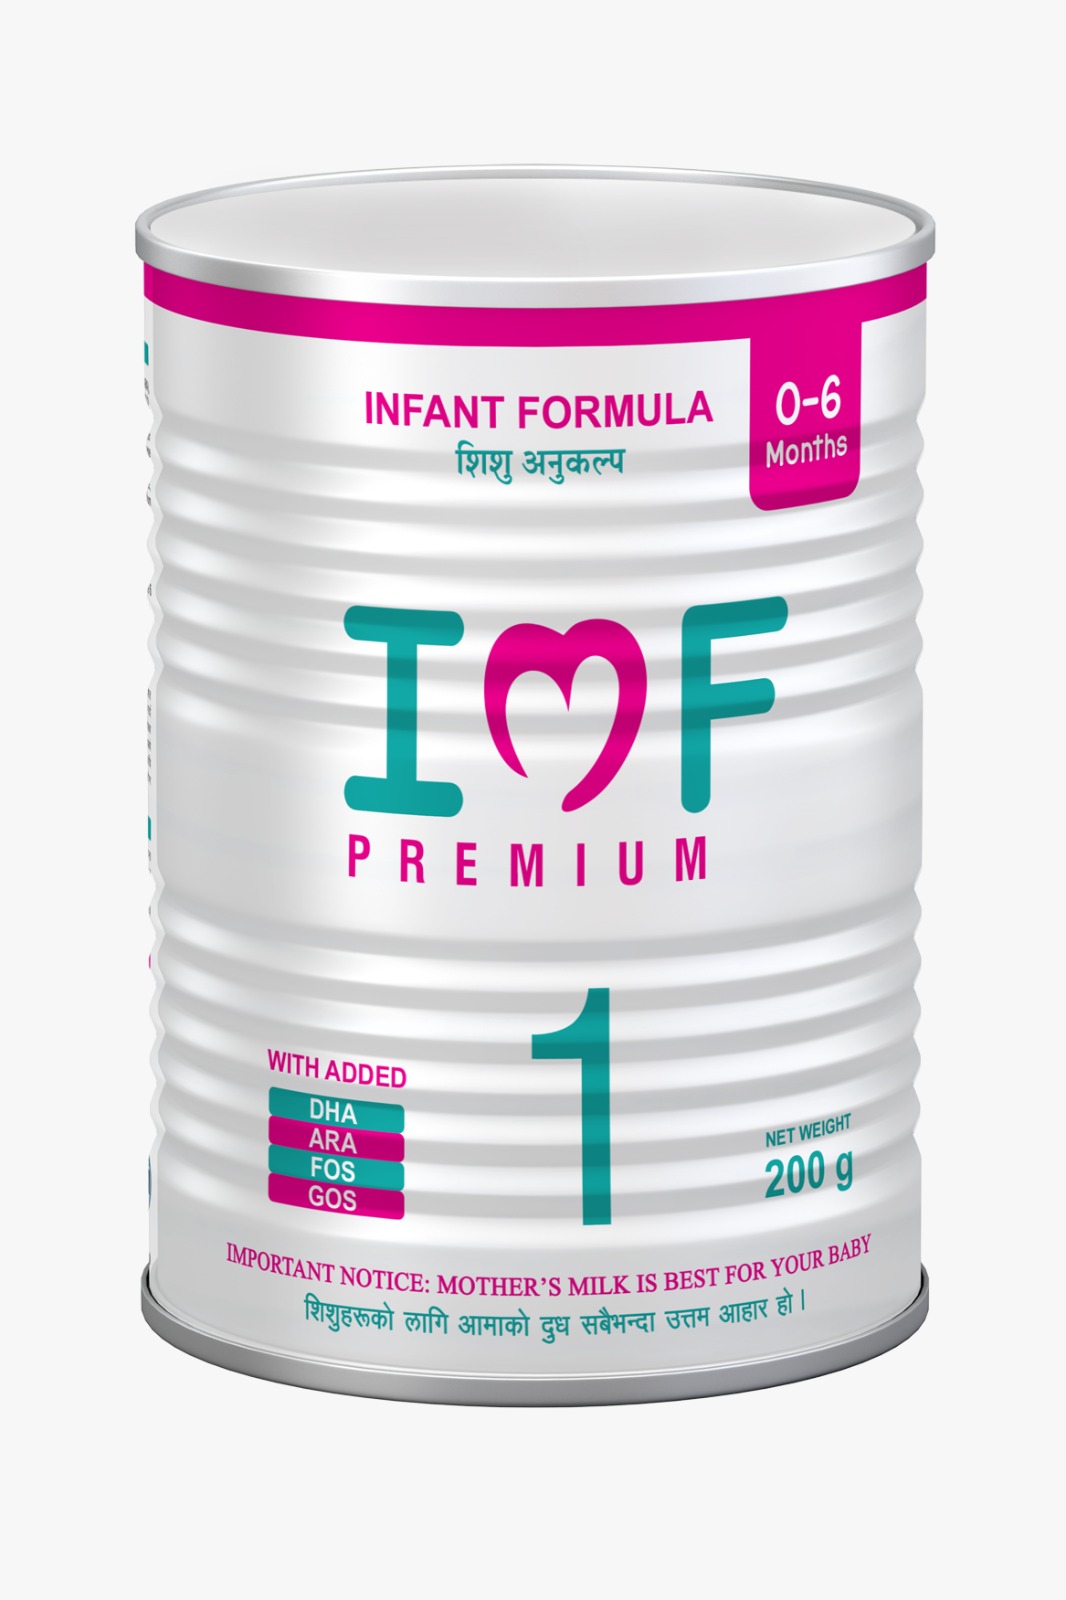 INFANT FORMULA
शिशु अनुकल्प
0-6
Months
IMF
PREMIUM
1
WITH ADDED
DHA
ARA
FOS
GOS
NET WEIGHT
200 g
IMPORTANT NOTICE: MOTHER'S MILK IS BEST FOR YOUR BABY
शिशुहरूको लागि आमाको दुध सबैभन्दा उत्तम आहार हो।